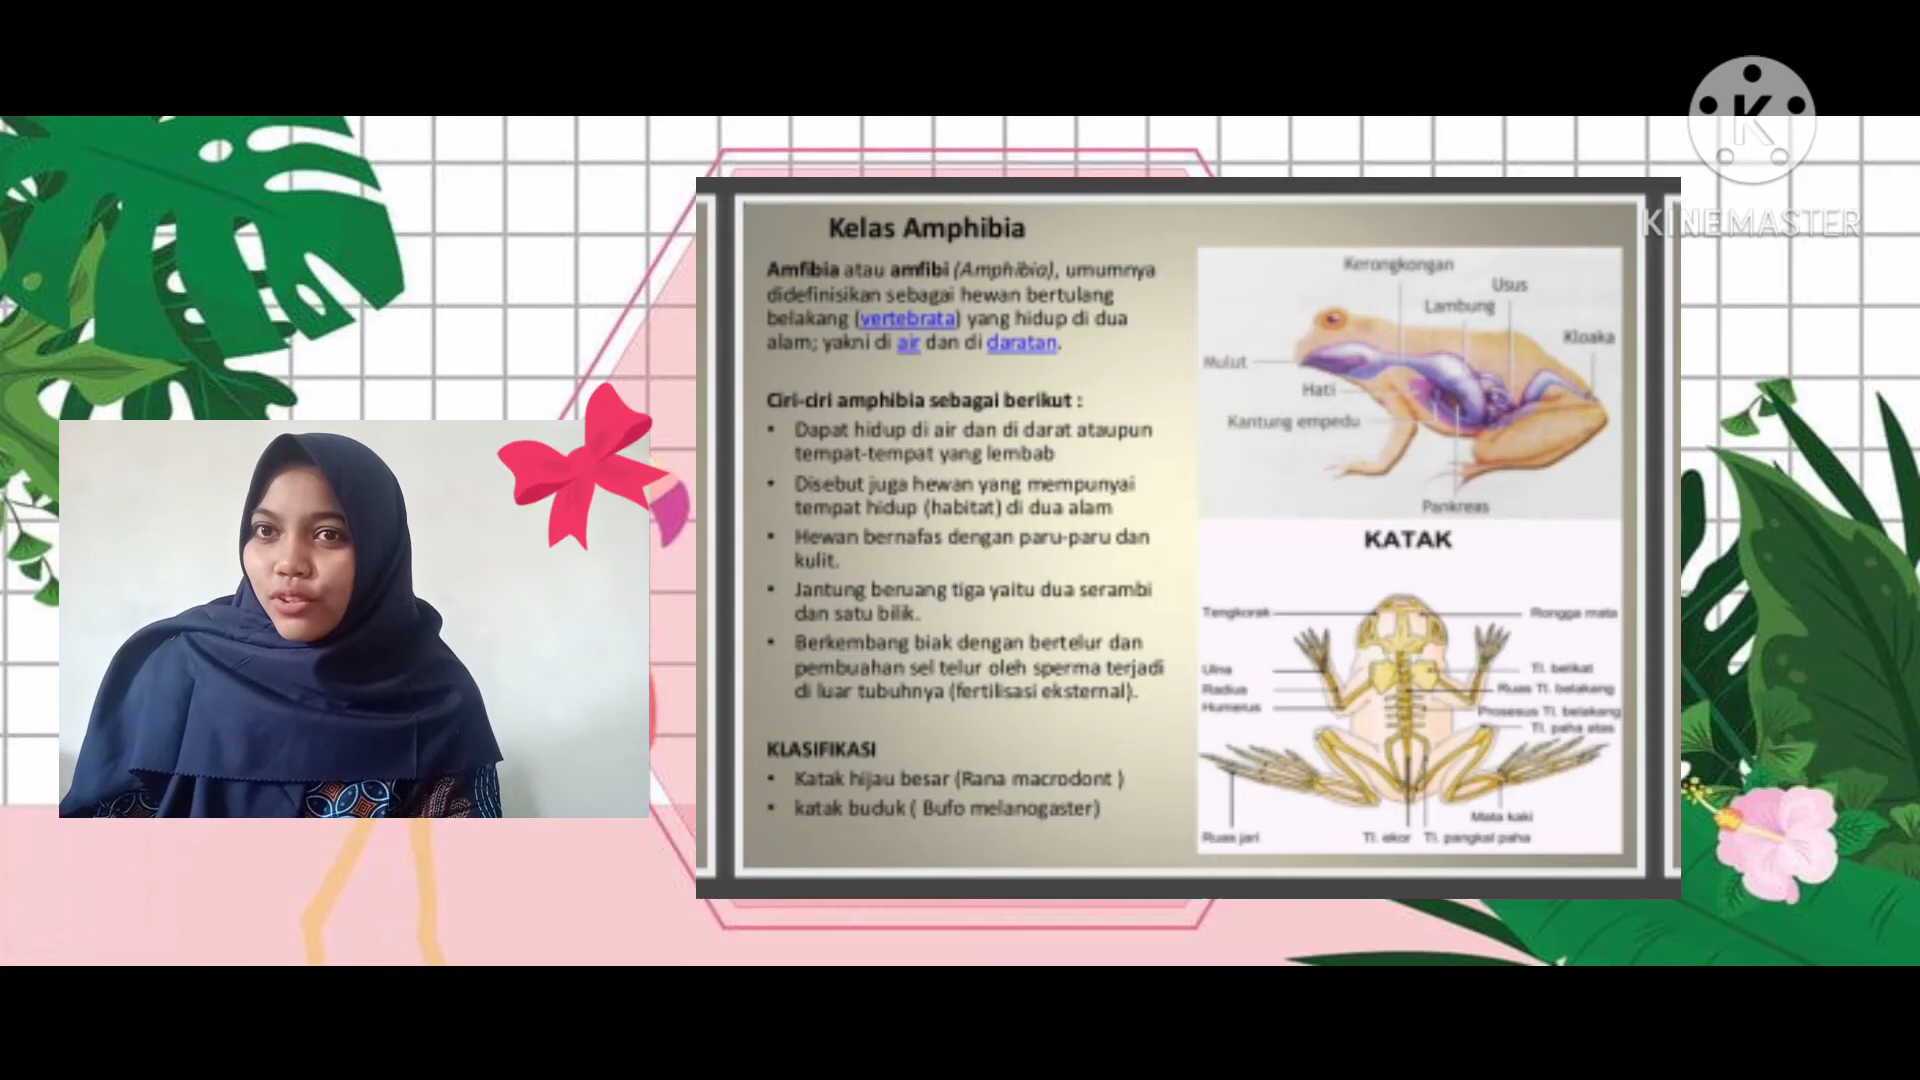 K
KINEMASTER
Kelas Amphibia
Amfibia atau amfibi (Amphibia), umumnya
didefinisikan sebagai hewan bertulang
belakang (vertebrata) yang hidup di dua
alam; yakni di air dan di daratan.
Ciri-ciri amphibia sebagai berikut :
• Dapat hidup di air dan di darat ataupun
tempat-tempat yang lembab
• Disebut juga hewan yang mempunyai
tempat hidup (habitat) di dua alam
• Hewan bernafas dengan paru-paru dan
kulit.
• Jantung beruang tiga yaitu dua serambi
dan satu bilik.
• Berkembang biak dengan bertelur dan
pembuahan sel telur oleh sperma terjadi
di luar tubuhnya (fertilisasi eksternal).
KLASIFIKASI
• Katak hijau besar (Rana macrodont )
• katak buduk ( Bufo melanogaster)
Kerongkongan
Usus
Lambung
Kloaka
Mulut
Hati
Kantung empedu
Pankreas
KATAK
Tengkorak
Rongga mata
Ulna
Tl. belikat
Radius
Ruas Tl. belakang
Humerus
Prosesus Tl. belakang
Tl. paha atas
Mata kaki
Ruas jari
Tl. ekor
Tl. pangkal paha